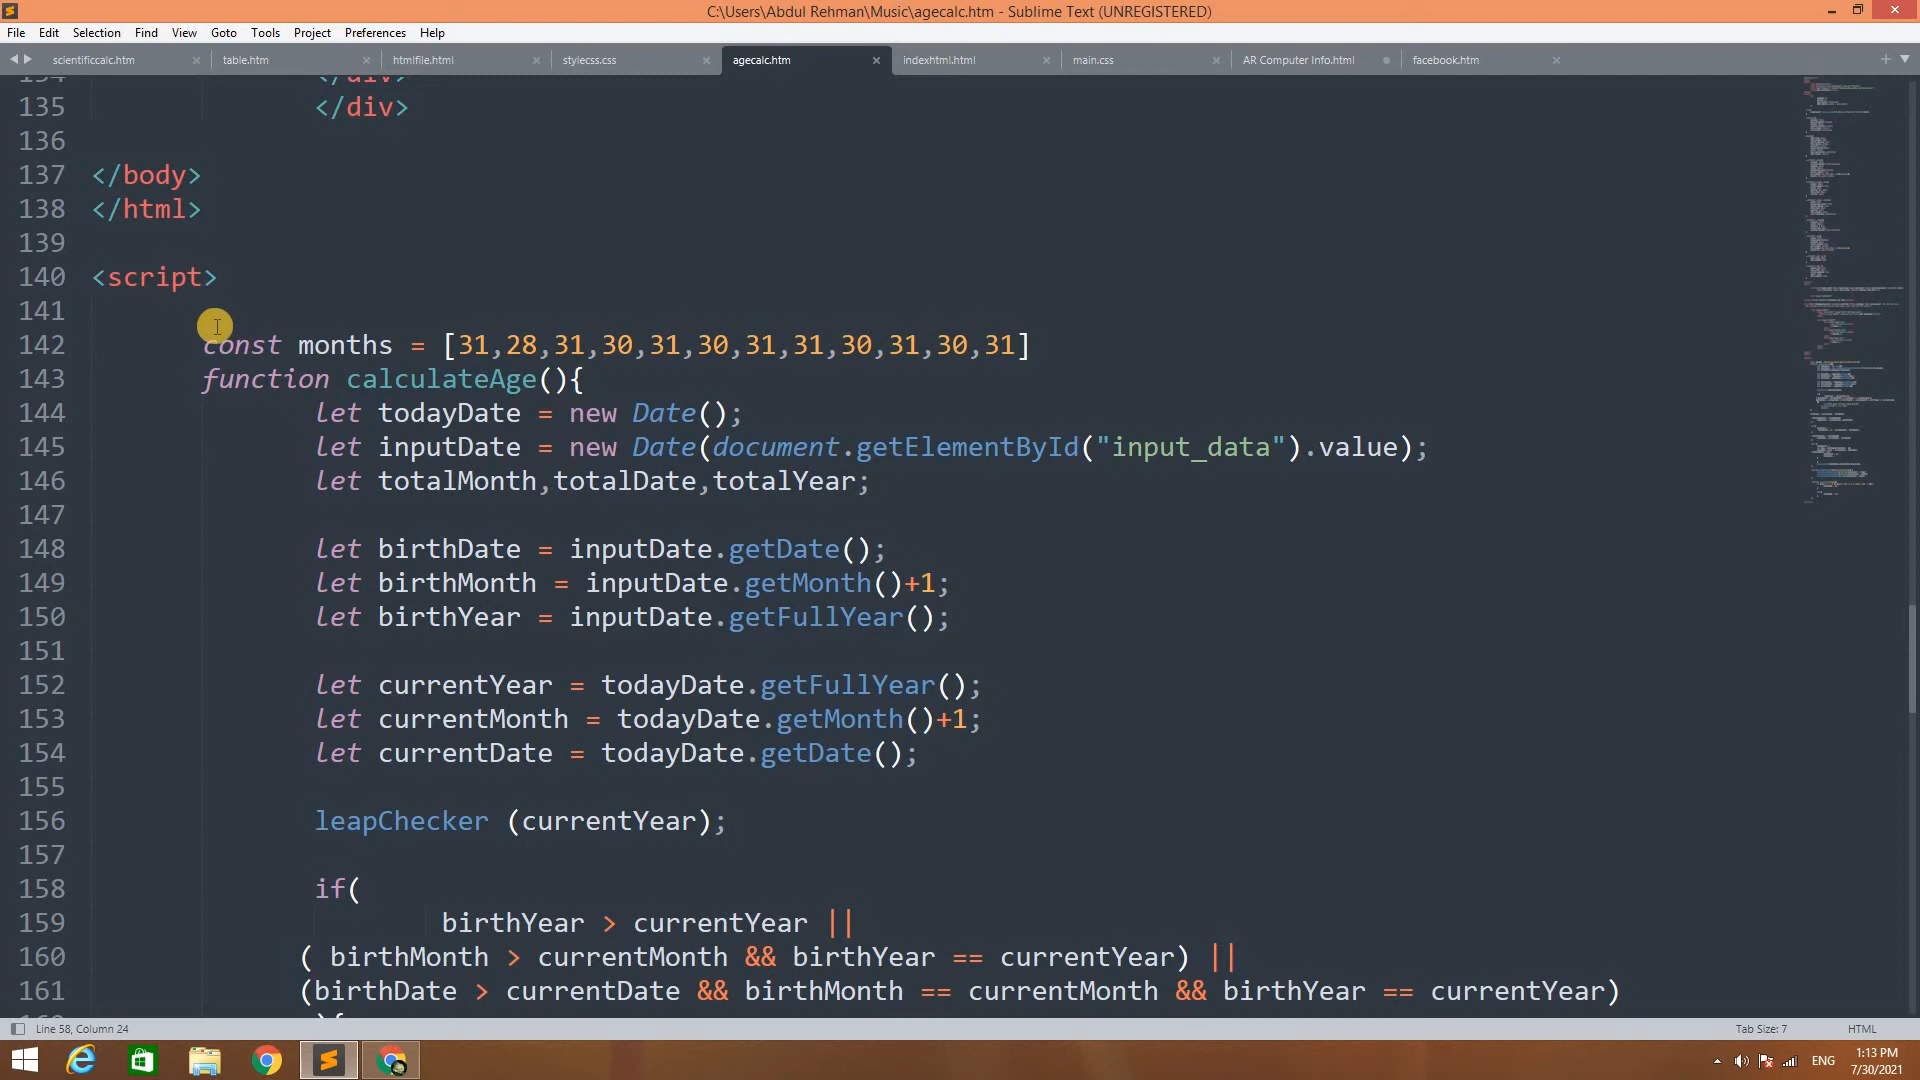 C:\Users\Abdul Rehman\Music\agecalc.htm - Sublime Text (UNREGISTERED)
File Edit Selection Find View Goto Tools Project Preferences Help
scientificcalc.htm table.htm htmlfile.html stylecss.css agecalc.htm indexhtml.html main.css AR Computer Info.html facebook.htm
134 </div>
135 </div>
136
137 </body>
138 </html>
139
140 <script>
141
142 const months = [31,28,31,30,31,30,31,31,30,31,30,31]
143 function calculateAge(){
144 let todayDate = new Date();
145 let inputDate = new Date(document.getElementById("input_data").value);
146 let totalMonth,totalDate,totalYear;
147
148 let birthDate = inputDate.getDate();
149 let birthMonth = inputDate.getMonth()+1;
150 let birthYear = inputDate.getFullYear();
151
152 let currentYear = todayDate.getFullYear();
153 let currentMonth = todayDate.getMonth()+1;
154 let currentDate = todayDate.getDate();
155
156 leapChecker (currentYear);
157
158 if(
159 birthYear > currentYear ||
160 ( birthMonth > currentMonth && birthYear == currentYear) ||
161 (birthDate > currentDate && birthMonth == currentMonth && birthYear == currentYear)
){
Line 58, Column 24 Tab Size: 7 HTML
ENG 1:13 PM
7/30/2021